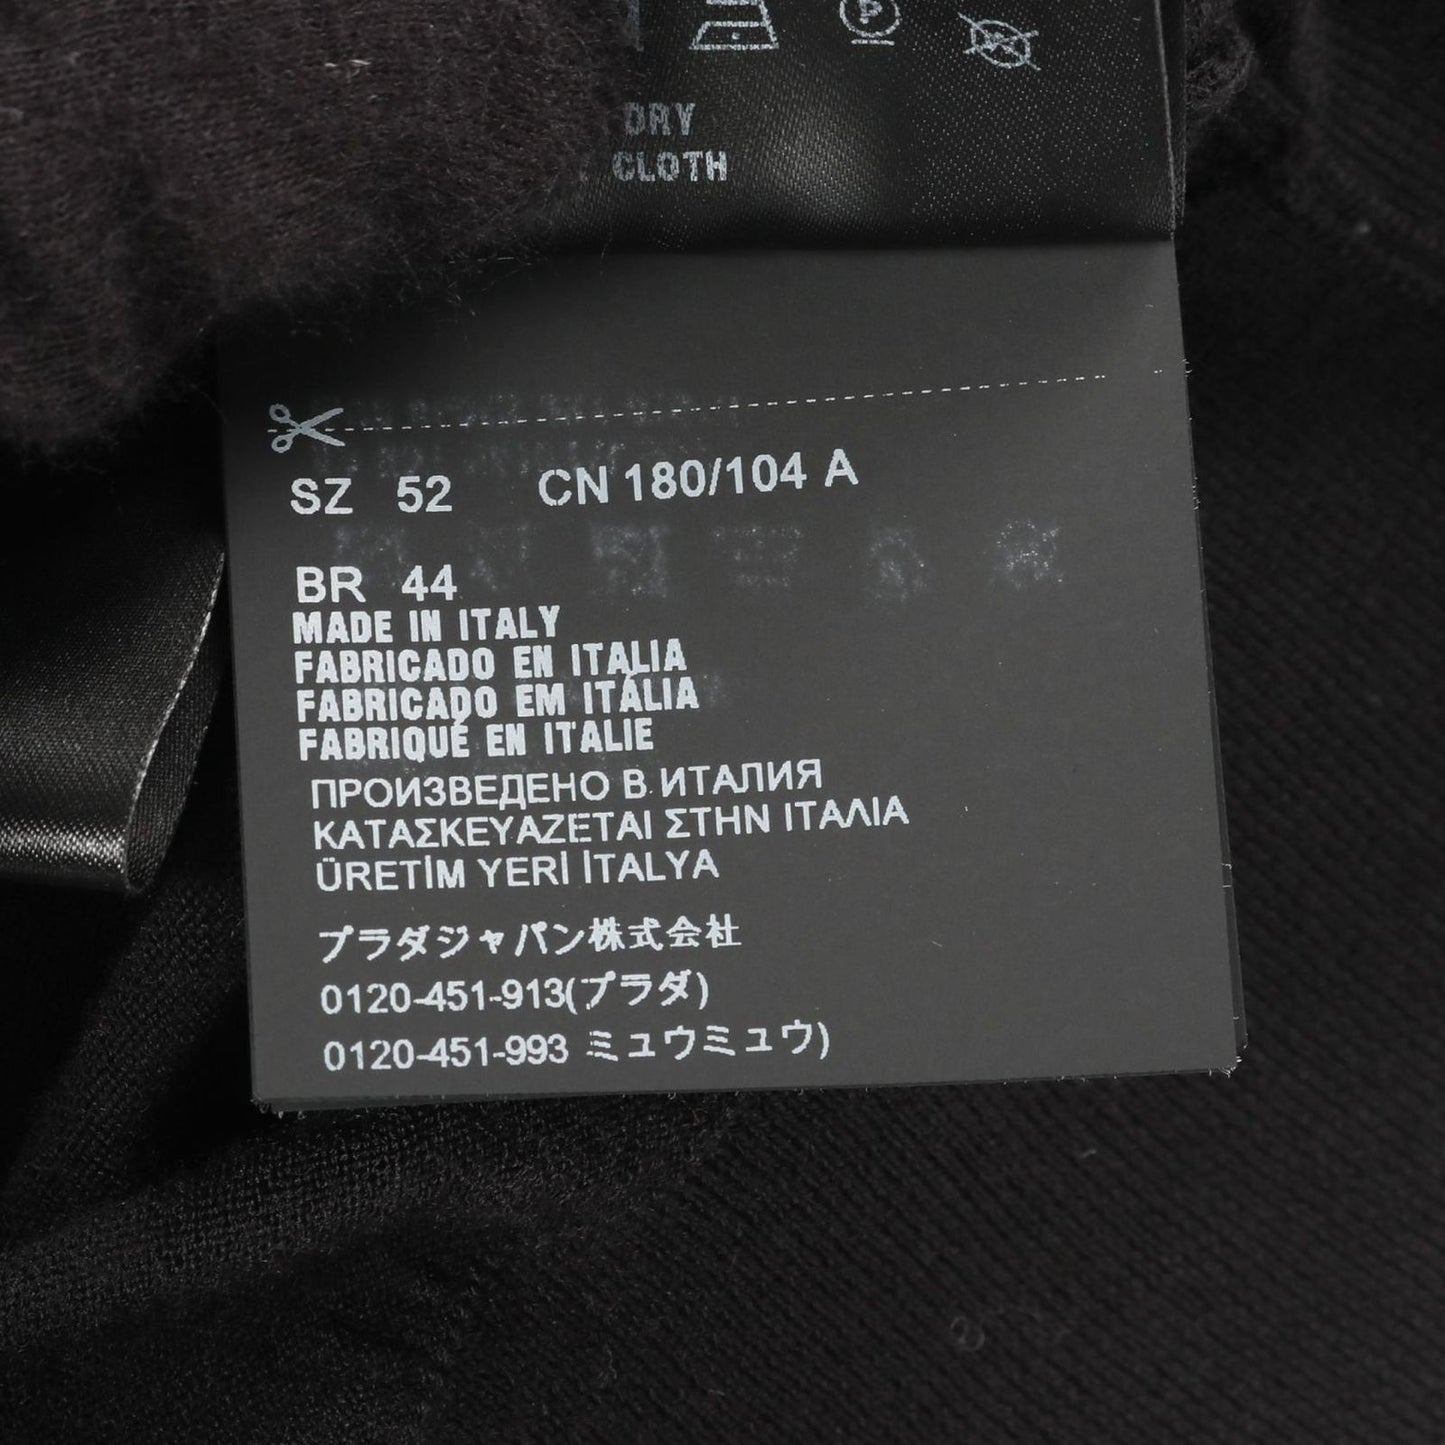 P
DRY
CLOTH
SZ 52 CN 180/104 A
BR 44
MADE IN ITALY
FABRICADO EN ITALIA
FABRICADO EM ITÁLIA
FABRIQUÉ EN ITALIE
ПРОИЗВЕДЕНО В ИТАЛИЯ
ΚΑΤΑΣΚΕΥΑΖΕΤΑΙ ΣΤΗΝ ΙΤΑΛΙΑ
ÜRETİM YERİ İTALYA
プラダジャパン株式会社
0120-451-913(プラダ)
0120-451-993 ミュウミュウ)